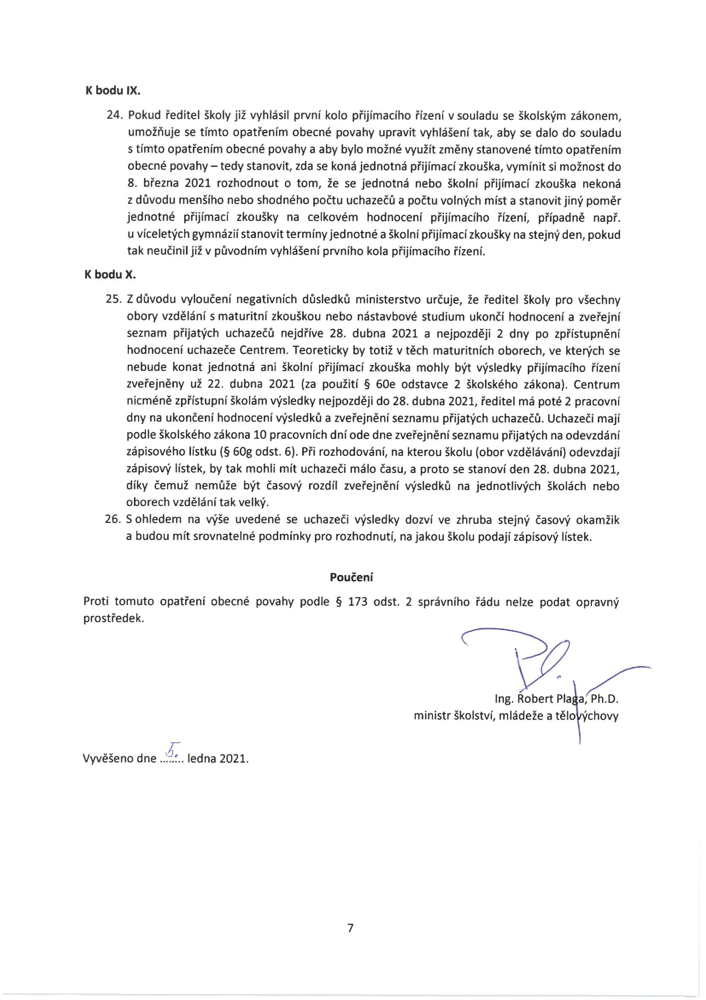 K bodu IX.
24. Pokud ředitel školy již vyhlásil první kolo přijímacího řízení v souladu se školským zákonem,
umožňuje se tímto opatřením obecné povahy upravit vyhlášení tak, aby se dalo do souladu
s tímto opatřením obecné povahy a aby bylo možné využít změny stanovené tímto opatřením
obecné povahy – tedy stanovit, zda se koná jednotná přijímací zkouška, vymínit si možnost do
8. března 2021 rozhodnout o tom, že se jednotná nebo školní přijímací zkouška nekoná
z důvodu menšího nebo shodného počtu uchazečů a počtu volných míst a stanovit jiný poměr
jednotné přijímací zkoušky na celkovém hodnocení přijímacího řízení, případně např.
u víceletých gymnázií stanovit termíny jednotné a školní přijímací zkoušky na stejný den, pokud
tak neučinil již v původním vyhlášení prvního kola přijímacího řízení.
K bodu X.
25. Z důvodu vyloučení negativních důsledků ministerstvo určuje, že ředitel školy pro všechny
obory vzdělání s maturitní zkouškou nebo nástavbové studium ukončí hodnocení a zveřejní
seznam přijatých uchazečů nejdříve 28. dubna 2021 a nejpozději 2 dny po zpřístupnění
hodnocení uchazeče Centrem. Teoreticky by totiž v těch maturitních oborech, ve kterých se
nebude konat jednotná ani školní přijímací zkouška mohly být výsledky přijímacího řízení
zveřejněny už 22. dubna 2021 (za použití § 60e odstavce 2 školského zákona). Centrum
nicméně zpřístupní školám výsledky nejpozději do 28. dubna 2021, ředitel má poté 2 pracovní
dny na ukončení hodnocení výsledků a zveřejnění seznamu přijatých uchazečů. Uchazeči mají
podle školského zákona 10 pracovních dní ode dne zveřejnění seznamu přijatých na odevzdání
zápisového lístku (§ 60g odst. 6). Při rozhodování, na kterou školu (obor vzdělávání) odevzdají
zápisový lístek, by tak mohli mít uchazeči málo času, a proto se stanoví den 28. dubna 2021,
díky čemuž nemůže být časový rozdíl zveřejnění výsledků na jednotlivých školách nebo
oborech vzdělání tak velký.
26. S ohledem na výše uvedené se uchazeči výsledky dozví ve zhruba stejný časový okamžik
a budou mít srovnatelné podmínky pro rozhodnutí, na jakou školu podají zápisový lístek.
Poučení
Proti tomuto opatření obecné povahy podle § 173 odst. 2 správního řádu nelze podat opravný
prostředek.
Ing. Robert Plaga, Ph.D.
ministr školství, mládeže a tělovýchovy
Vyvěšeno dne ...5.... ledna 2021.
7